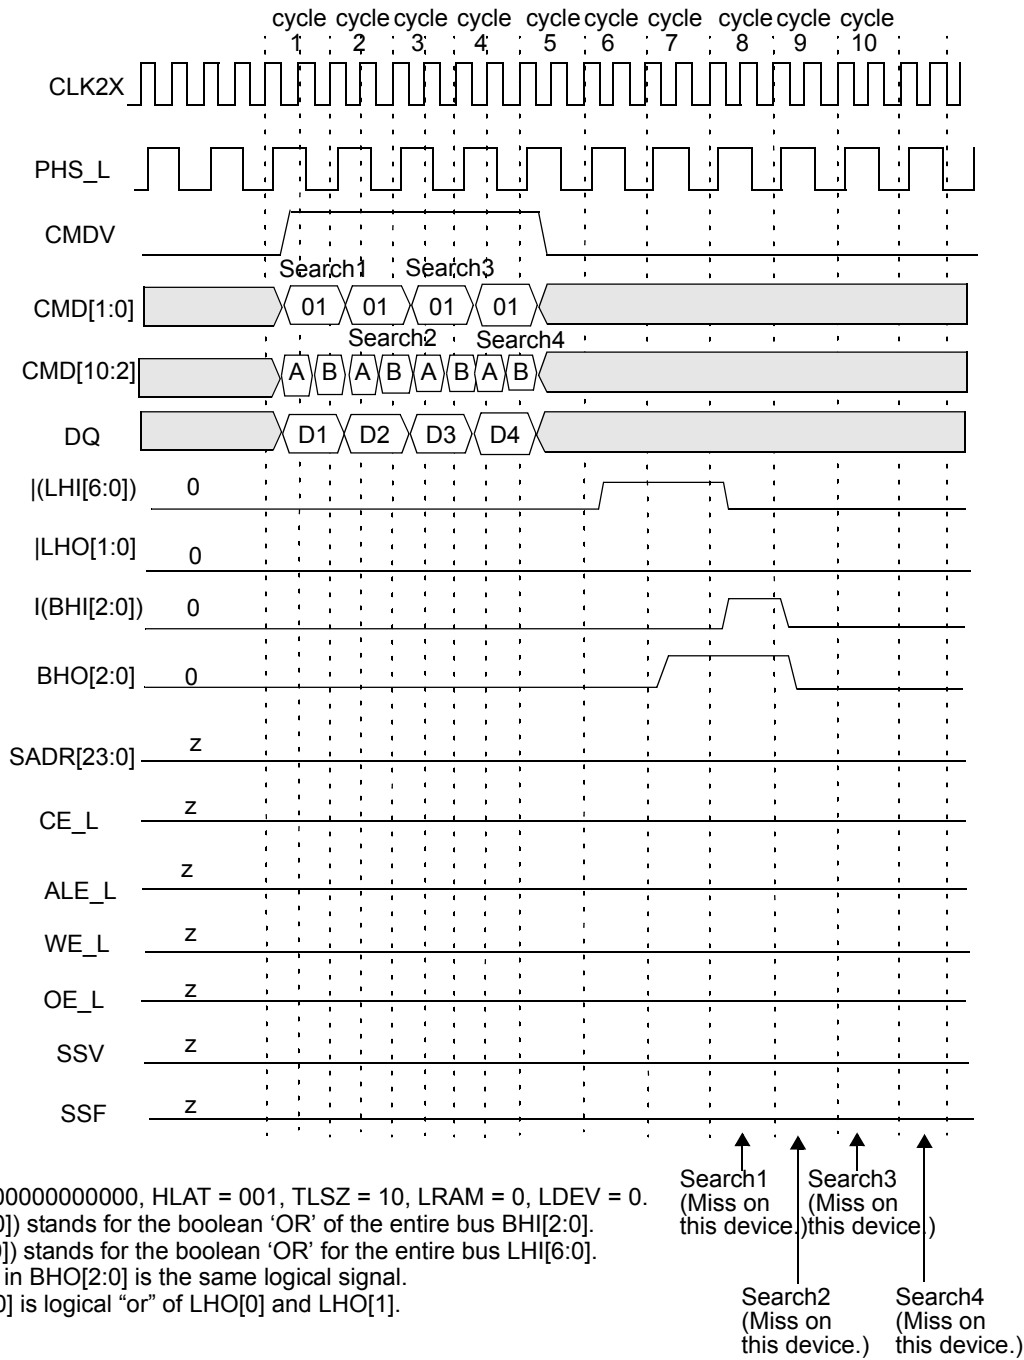 cycle cycle cycle cycle cycle cycle cycle cycle cycle cycle
1 2 3 4 5 6 7 8 9 10
CLK2X
PHS_L
CMDV
Search1 Search3
CMD[1:0] 01 01 01 01
Search2 Search4
CMD[10:2] A B A B A B A B
DQ D1 D2 D3 D4
|(LHI[6:0]) 0
|LHO[1:0] 0
I(BHI[2:0]) 0
BHO[2:0] 0
SADR[23:0] z
CE_L z
ALE_L z
WE_L z
OE_L z
SSV z
SSF z
Search1 Search3
(Miss on (Miss on
this device.) this device.)
00000000000, HLAT = 001, TLSZ = 10, LRAM = 0, LDEV = 0.
0]) stands for the boolean ‘OR’ of the entire bus BHI[2:0].
0]) stands for the boolean ‘OR’ for the entire bus LHI[6:0].
in BHO[2:0] is the same logical signal.
0] is logical “or” of LHO[0] and LHO[1].
Search2 Search4
(Miss on (Miss on
this device.) this device.)